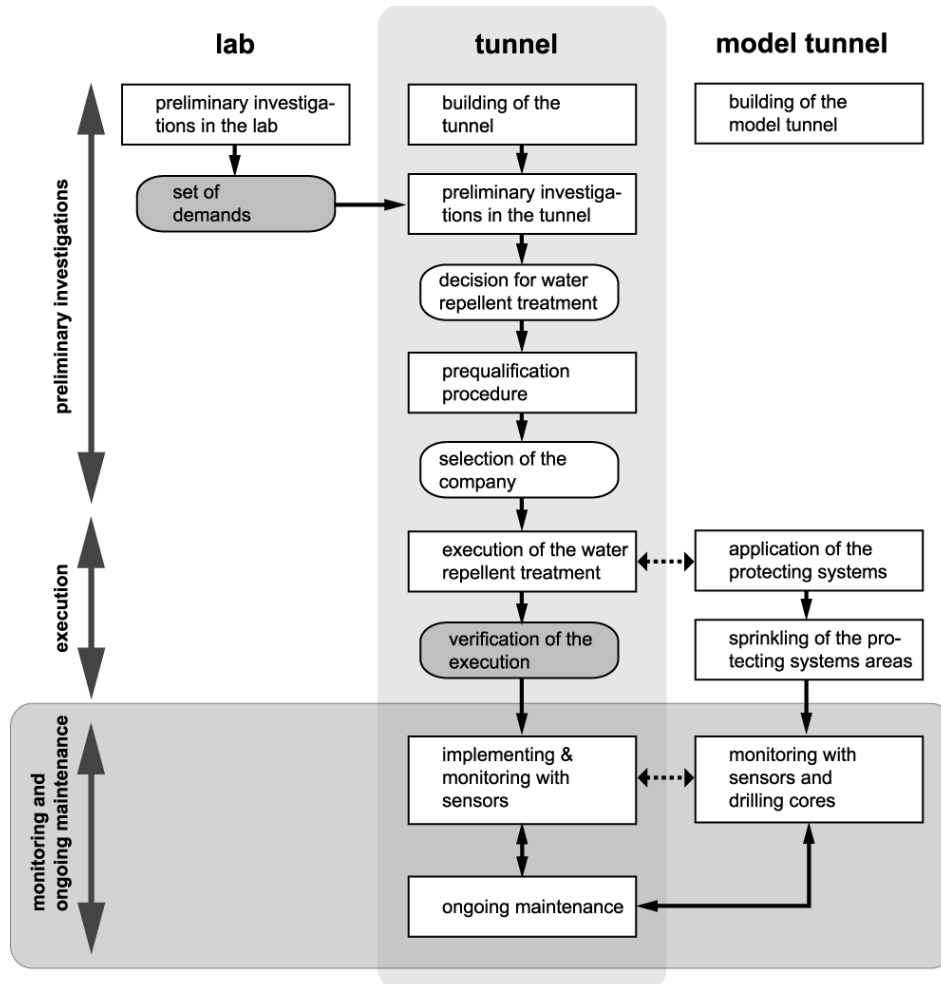 lab
tunnel
model tunnel
preliminary investiga-
tions in the lab
building of the
tunnel
building of the
model tunnel
set of
demands
preliminary investiga-
tions in the tunnel
preliminary investigations
decision for water
repellent treatment
prequalification
procedure
selection of the
company
execution of the water
repellent treatment
application of the
protecting systems
execution
verification of the
execution
sprinkling of the pro-
tecting systems areas
implementing &
monitoring with
sensors
monitoring with
sensors and
drilling cores
monitoring and
ongoing maintenance
ongoing maintenance